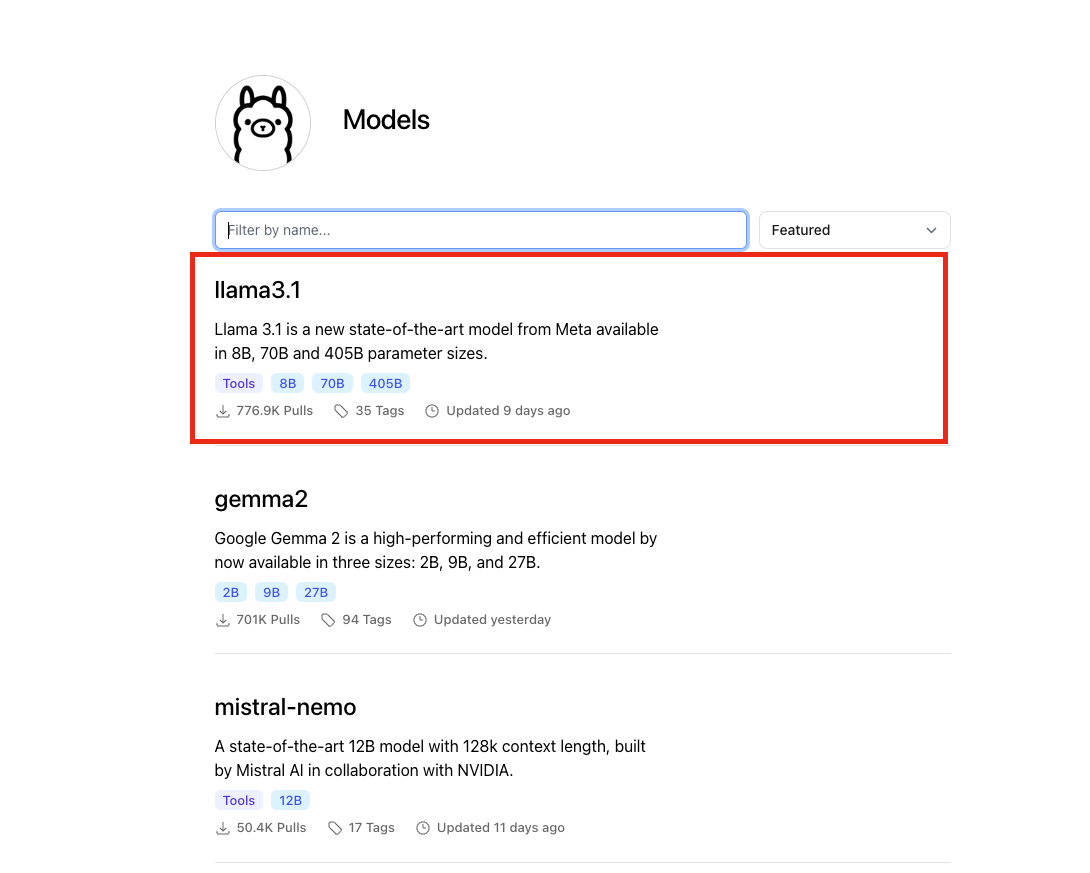 Models
Filter by name...
Featured
llama3.1
Llama 3.1 is a new state-of-the-art model from Meta available
in 8B, 70B and 405B parameter sizes.
Tools 8B 70B 405B
776.9K Pulls 35 Tags Updated 9 days ago
gemma2
Google Gemma 2 is a high-performing and efficient model by
now available in three sizes: 2B, 9B, and 27B.
2B 9B 27B
701K Pulls 94 Tags Updated yesterday
mistral-nemo
A state-of-the-art 12B model with 128k context length, built
by Mistral AI in collaboration with NVIDIA.
Tools 12B
50.4K Pulls 17 Tags Updated 11 days ago